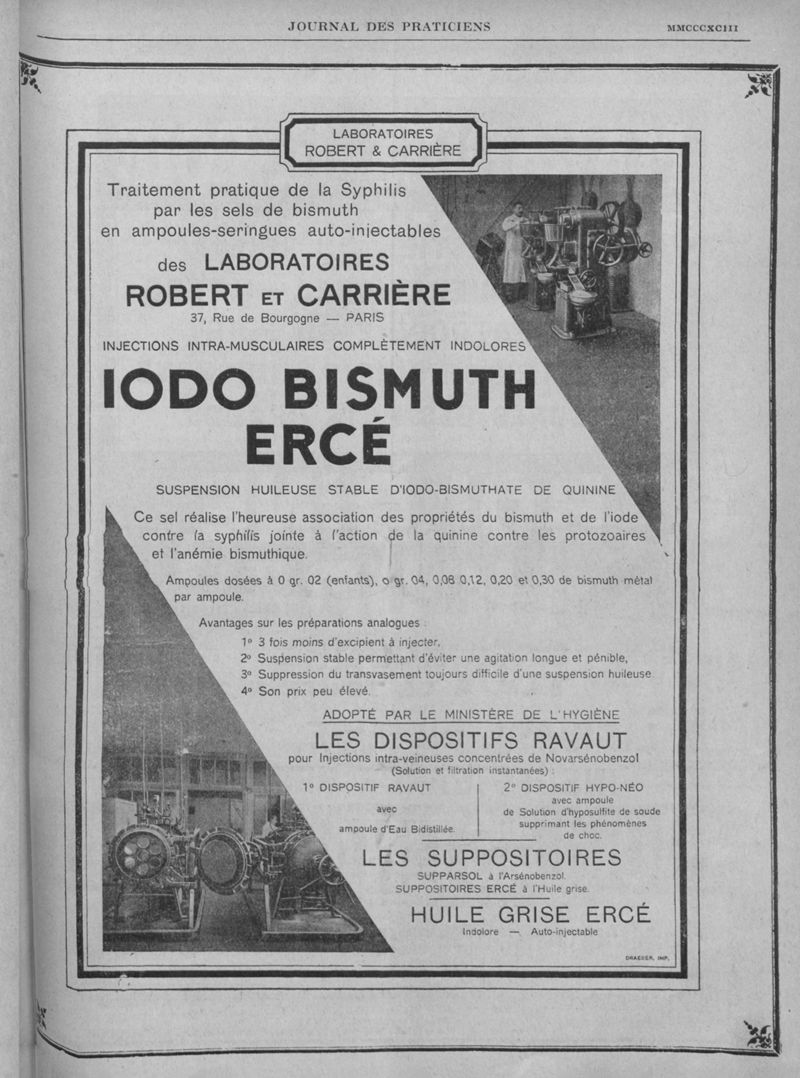 JOURNAL DES PRATICIENS
MMCCCXCIII
LABORATOIRES
ROBERT & CARRIÈRE
Traitement pratique de la Syphilis
par les sels de bismuth
en ampoules-seringues auto-injectables
des LABORATOIRES
ROBERT ET CARRIÈRE
37, Rue de Bourgogne — PARIS
INJECTIONS INTRA-MUSCULAIRES COMPLÈTEMENT INDOLORES
IODO BISMUTH
ERCÉ
SUSPENSION HUILEUSE STABLE D'IODO-BISMUTHATE DE QUININE
Ce sel réalise l'heureuse association des propriétés du bismuth et de l'iode
contre la syphilis jointe à l'action de la quinine contre les protozoaires
et l'anémie bismuthique.
Ampoules dosées à 0 gr. 02 (enfants), 0 gr. 04, 0,08 0,12, 0,20 et 0,30 de bismuth métal
par ampoule.
Avantages sur les préparations analogues :
1º 3 fois moins d'excipient à injecter,
2º Suspension stable permettant d'éviter une agitation longue et pénible,
3º Suppression du transvasement toujours difficile d'une suspension huileuse
4º Son prix peu élevé.
ADOPTÉ PAR LE MINISTÈRE DE L'HYGIÈNE
LES DISPOSITIFS RAVAUT
pour Injections intra-veineuses concentrées de Novarsénobenzol
(Solution et filtration instantanées) :
1º DISPOSITIF RAVAUT
avec
ampoule d'Eau Bidistillée.
2º DISPOSITIF HYPO-NÉO
avec ampoule
de Solution d'hyposulfite de soude
supprimant les phénomènes
de choc.
LES SUPPOSITOIRES
SUPPARSOL à l'Arsénobenzol.
SUPPOSITOIRES ERCÉ à l'Huile grise.
HUILE GRISE ERCÉ
Indolore — Auto-injectable
DRAEGER, IMP.